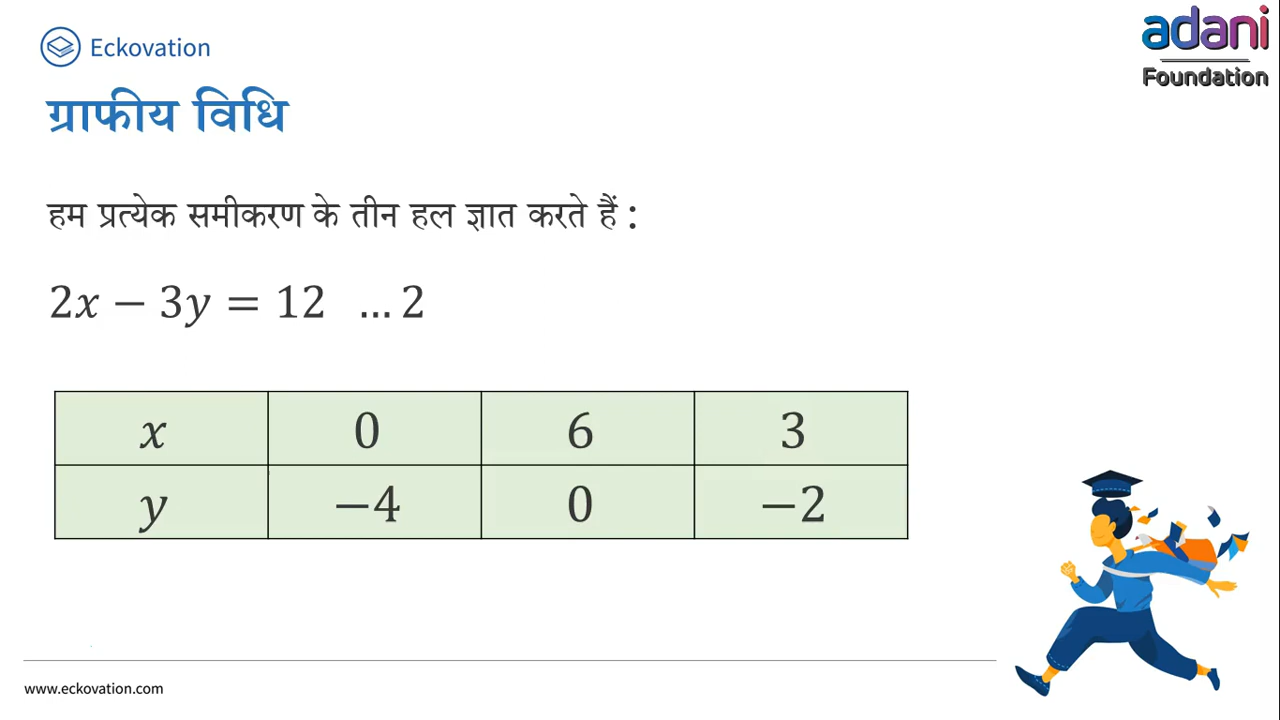 Eckovation
adani
Foundation
ग्राफीय विधि
हम प्रत्येक समीकरण के तीन हल ज्ञात करते हैं :
2x − 3y = 12 ... 2
x 0 6 3
y −4 0 −2
www.eckovation.com